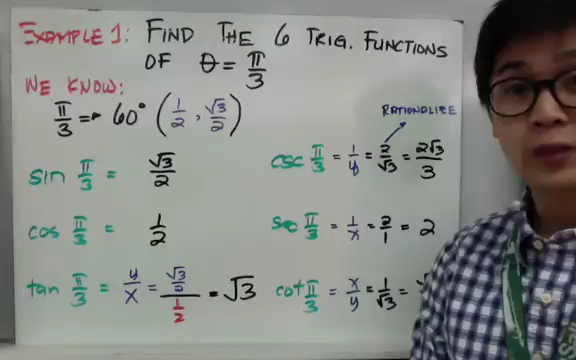 EXAMPLE 1: FIND THE 6 TRIG. FUNCTIONS
OF θ = π/3
WE KNOW:
π/3 = 60° (1/2, √3/2)
RATIONALIZE
sin π/3 = √3/2
csc π/3 = 1/y = 2/√3 = 2√3/3
cos π/3 = 1/2
sec π/3 = 1/x = 2/1 = 2
tan π/3 = y/x = (√3/2)/(1/2) = √3
cot π/3 = x/y = 1/√3 =